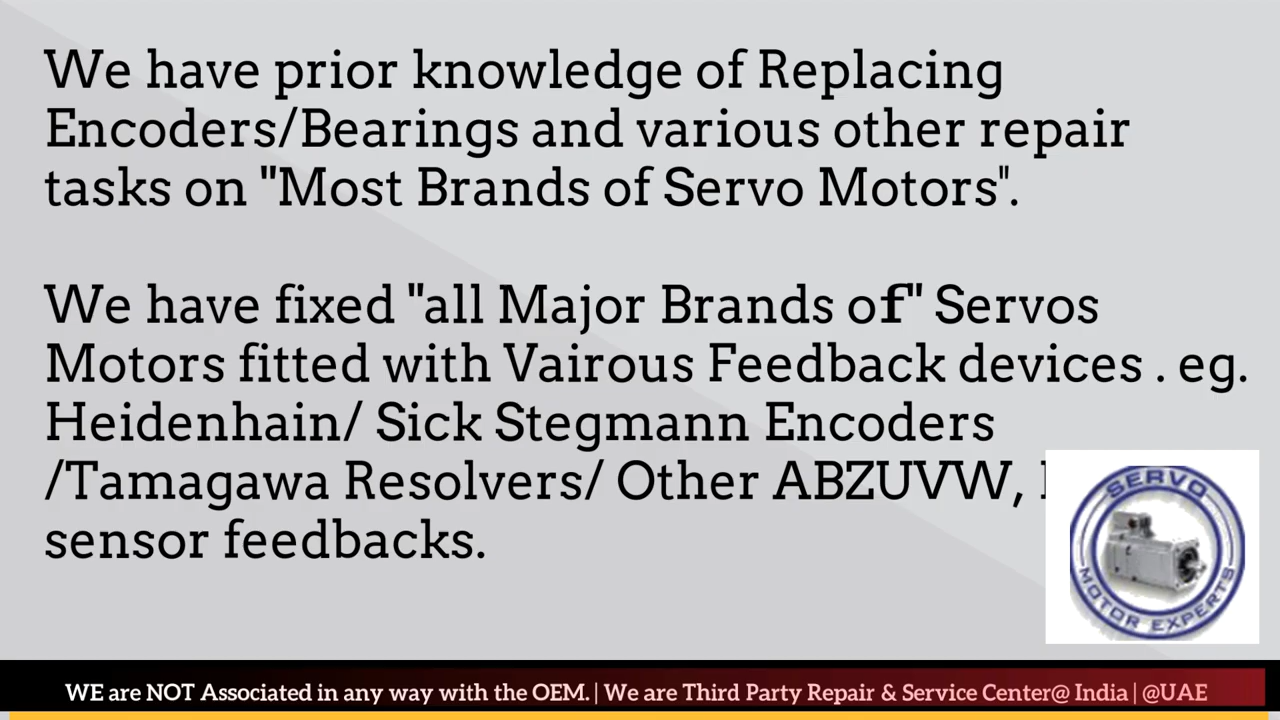 We have prior knowledge of Replacing
Encoders/Bearings and various other repair
tasks on "Most Brands of Servo Motors".
We have fixed "all Major Brands of" Servos
Motors fitted with Vairous Feedback devices . eg.
Heidenhain/ Sick Stegmann Encoders
/Tamagawa Resolvers/ Other ABZUVW,
sensor feedbacks.
SERVO
MOTOR EXPERTS
WE are NOT Associated in any way with the OEM. | We are Third Party Repair & Service Center@ India | @UAE